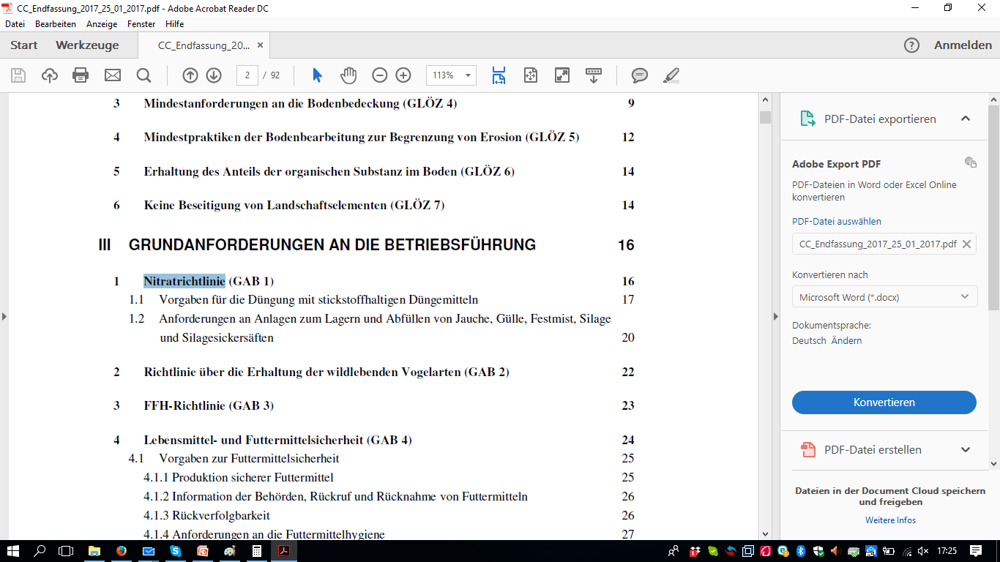 CC_Endfassung_2017_25_01_2017.pdf - Adobe Acrobat Reader DC
Datei Bearbeiten Anzeige Fenster Hilfe
Start Werkzeuge CC_Endfassung_20... × Anmelden
2 / 92 113%
3 Mindestanforderungen an die Bodenbedeckung (GLÖZ 4) 9
4 Mindestpraktiken der Bodenbearbeitung zur Begrenzung von Erosion (GLÖZ 5) 12
5 Erhaltung des Anteils der organischen Substanz im Boden (GLÖZ 6) 14
6 Keine Beseitigung von Landschaftselementen (GLÖZ 7) 14
III GRUNDANFORDERUNGEN AN DIE BETRIEBSFÜHRUNG 16
1 Nitratrichtlinie (GAB 1) 16
1.1 Vorgaben für die Düngung mit stickstoffhaltigen Düngemitteln 17
1.2 Anforderungen an Anlagen zum Lagern und Abfüllen von Jauche, Gülle, Festmist, Silage
und Silagesickersäften 20
2 Richtlinie über die Erhaltung der wildlebenden Vogelarten (GAB 2) 22
3 FFH-Richtlinie (GAB 3) 23
4 Lebensmittel- und Futtermittelsicherheit (GAB 4) 24
4.1 Vorgaben zur Futtermittelsicherheit 25
4.1.1 Produktion sicherer Futtermittel 25
4.1.2 Information der Behörden, Rückruf und Rücknahme von Futtermitteln 26
4.1.3 Rückverfolgbarkeit 26
4.1.4 Anforderungen an die Futtermittelhygiene 27
PDF-Datei exportieren
Adobe Export PDF
PDF-Dateien in Word oder Excel Online
konvertieren
PDF-Datei auswählen
CC_Endfassung_2017_25_01_2017.pdf
Konvertieren nach
Microsoft Word (*.docx)
Dokumentsprache:
Deutsch Ändern
Konvertieren
PDF-Datei erstellen
Dateien in der Document Cloud speichern
und freigeben
Weitere Infos
17:25